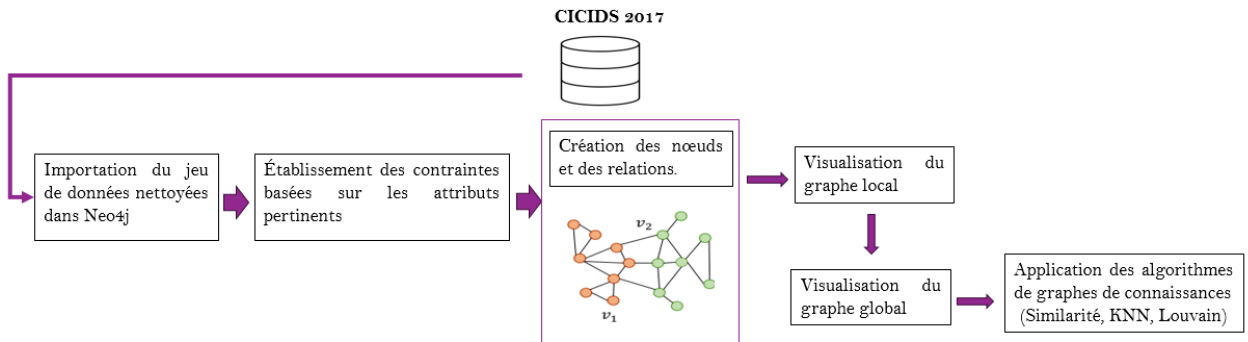 CICIDS 2017
Importation du jeu
de données nettoyées
dans Neo4j
Établissement des contraintes
basées sur les attributs
pertinents
Création des nœuds
et des relations.
v₂
v₁
Visualisation du
graphe local
Visualisation du
graphe global
Application des algorithmes
de graphes de connaissances
(Similarité, KNN, Louvain)